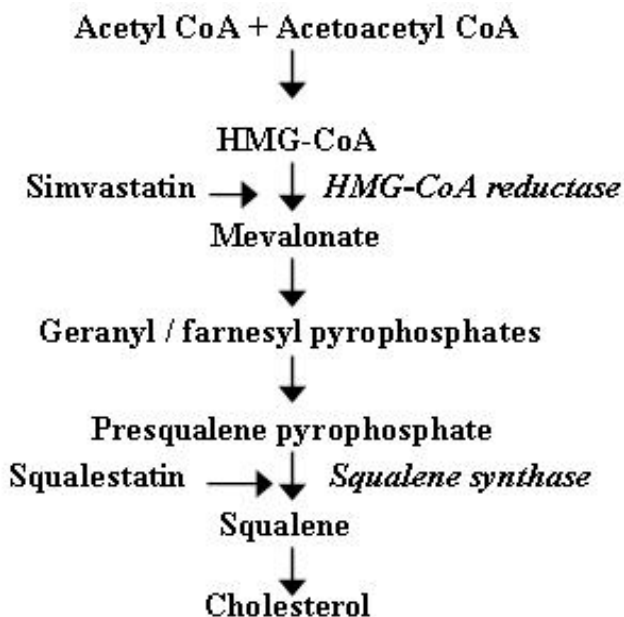 Acetyl CoA + Acetoacetyl CoA
HMG-CoA
Simvastatin
HMG-CoA reductase
Mevalonate
Geranyl / farnesyl pyrophosphates
Presqualene pyrophosphate
Squalestatin
Squalene synthase
Squalene
Cholesterol